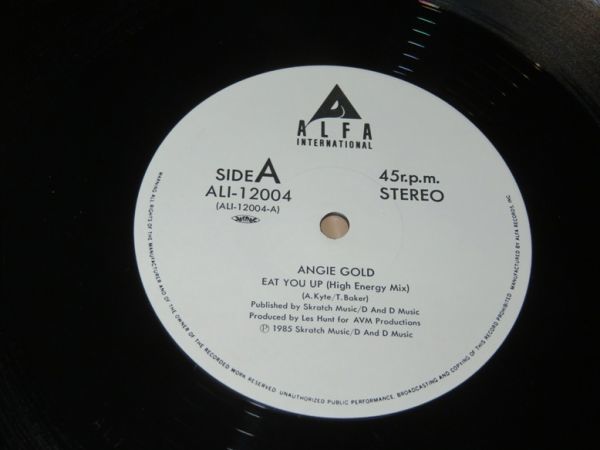 ALFA
INTERNATIONAL
SIDE A
45r.p.m.
ALI-12004
STEREO
(ALI-12004-A)
ANGIE GOLD
EAT YOU UP (High Energy Mix)
(A.Kyte/T.Baker)
Published by Skratch Music/D And D Music
Produced by Les Hunt for AVM Productions
Ⓟ 1985 Skratch Music/D And D Music
WARNING: ALL RIGHTS OF THE MANUFACTURER AND OF THE OWNER OF THE RECORDED WORK RESERVED. UNAUTHORIZED PUBLIC PERFORMANCE, BROADCASTING AND COPYING OF THIS RECORD PROHIBITED. MANUFACTURED BY ALFA RECORDS, INC